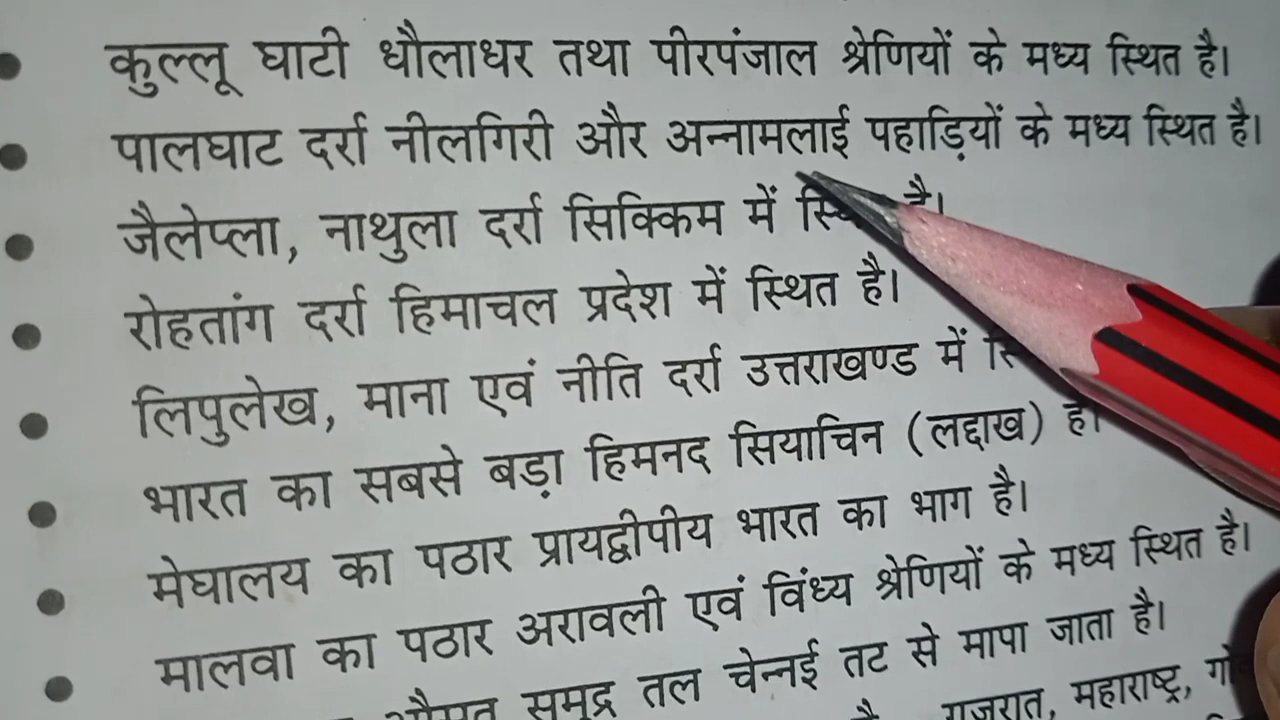 कुल्लू घाटी धौलाधर तथा पीरपंजाल श्रेणियों के मध्य स्थित है।
पालघाट दर्रा नीलगिरी और अन्नामलाई पहाड़ियों के मध्य स्थित है।
जैलेप्ला, नाथुला दर्रा सिक्किम में है।
रोहतांग दर्रा हिमाचल प्रदेश में स्थित है।
लिपुलेख, माना एवं नीति दर्रा उत्तराखण्ड में
भारत का सबसे बड़ा हिमनद सियाचिन (लद्दाख) है।
मेघालय का पठार प्रायद्वीपीय भारत का भाग है।
मालवा का पठार अरावली एवं विंध्य श्रेणियों के मध्य स्थित है।
औसत समुद्र तल चेन्नई तट से मापा जाता है।
गुजरात, महाराष्ट्र,